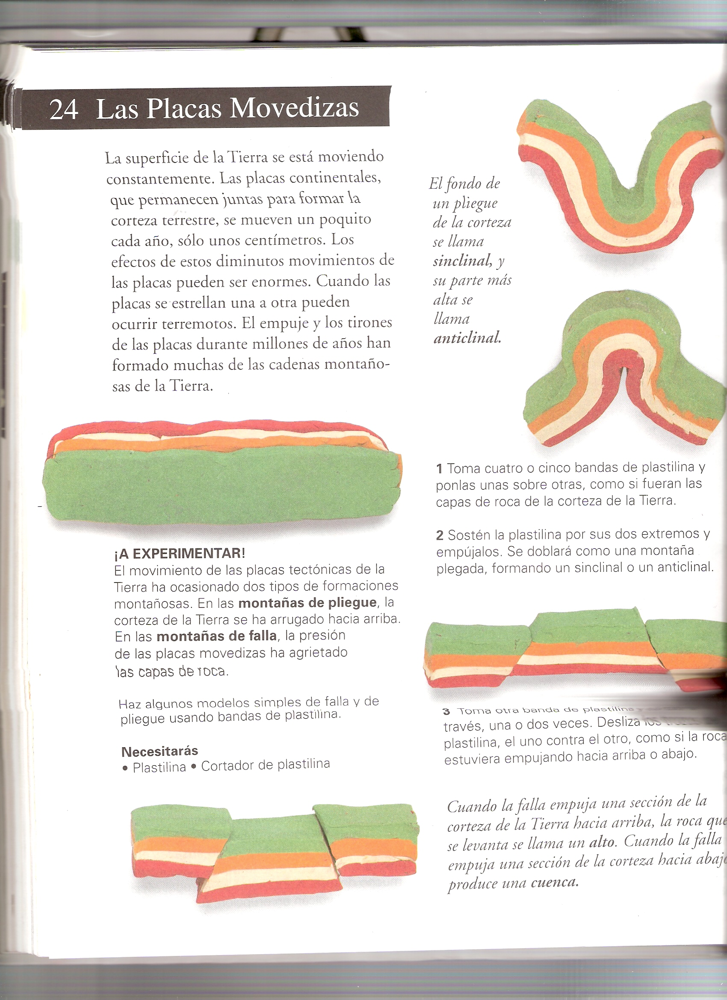 24 Las Placas Movedizas
La superficie de la Tierra se está moviendo
constantemente. Las placas continentales,
que permanecen juntas para formar la
corteza terrestre, se mueven un poquito
cada año, sólo unos centímetros. Los
efectos de estos diminutos movimientos de
las placas pueden ser enormes. Cuando las
placas se estrellan una a otra pueden
ocurrir terremotos. El empuje y los tirones
de las placas durante millones de años han
formado muchas de las cadenas montaño-
sas de la Tierra.
El fondo de
un pliegue
de la corteza
se llama
sinclinal, y
su parte más
alta se
llama
anticlinal.
¡A EXPERIMENTAR!
El movimiento de las placas tectónicas de la
Tierra ha ocasionado dos tipos de formaciones
montañosas. En las montañas de pliegue, la
corteza de la Tierra se ha arrugado hacia arriba.
En las montañas de falla, la presión
de las placas movedizas ha agrietado
las capas de roca.
Haz algunos modelos simples de falla y de
pliegue usando bandas de plastilina.
Necesitarás
• Plastilina • Cortador de plastilina
1 Toma cuatro o cinco bandas de plastilina y
ponlas unas sobre otras, como si fueran las
capas de roca de la corteza de la Tierra.
2 Sostén la plastilina por sus dos extremos y
empújalos. Se doblará como una montaña
plegada, formando un sinclinal o un anticlinal.
3 Toma otra banda de plastilina
través, una o dos veces. Desliza los
plastilina, el uno contra el otro, como si la roca
estuviera empujando hacia arriba o abajo.
Cuando la falla empuja una sección de la
corteza de la Tierra hacia arriba, la roca que
se levanta se llama un alto. Cuando la falla
empuja una sección de la corteza hacia abajo
produce una cuenca.